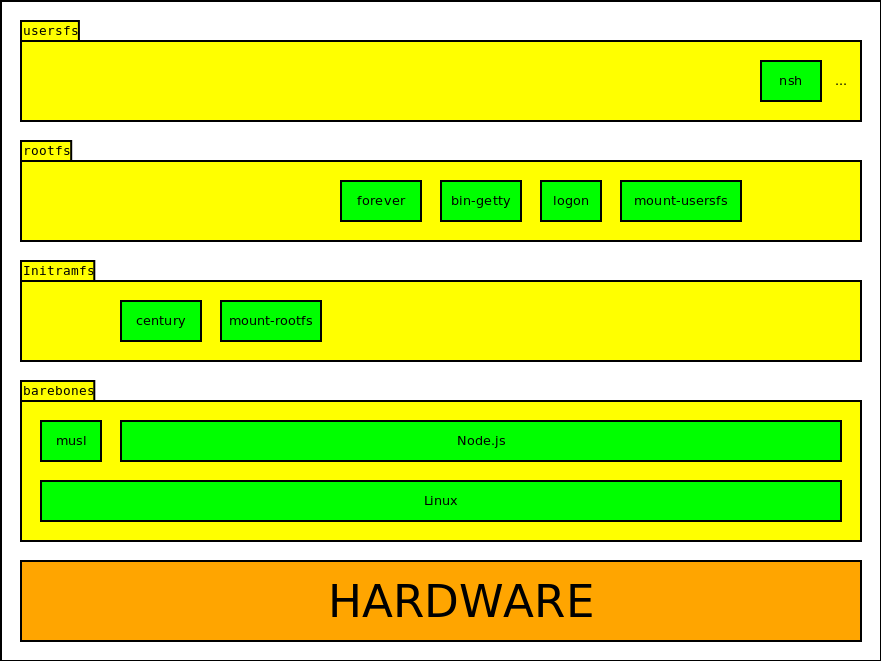 usersfs
nsh ...
rootfs
forever bin-getty logon mount-usersfs
Initramfs
century mount-rootfs
barebones
musl Node.js
Linux
HARDWARE